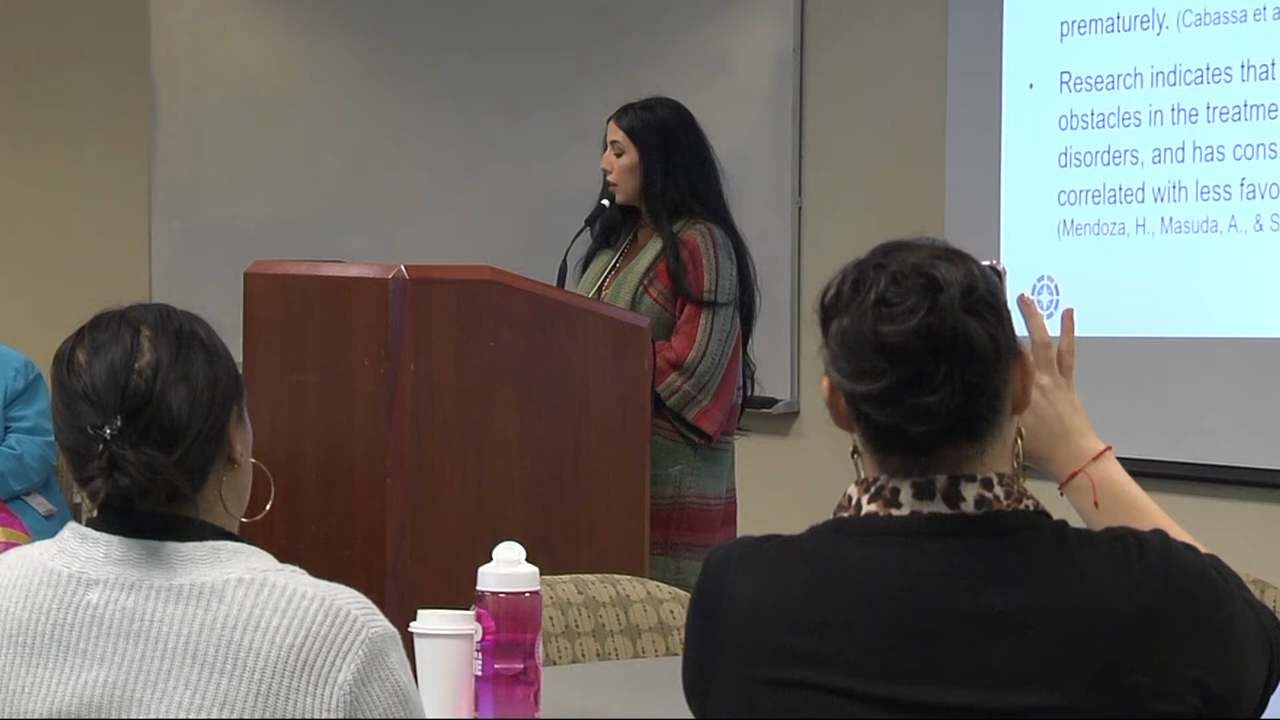 prematurely. (Cabassa et a
• Research indicates that
obstacles in the treatme
disorders, and has cons
correlated with less favo
(Mendoza, H., Masuda, A., & S